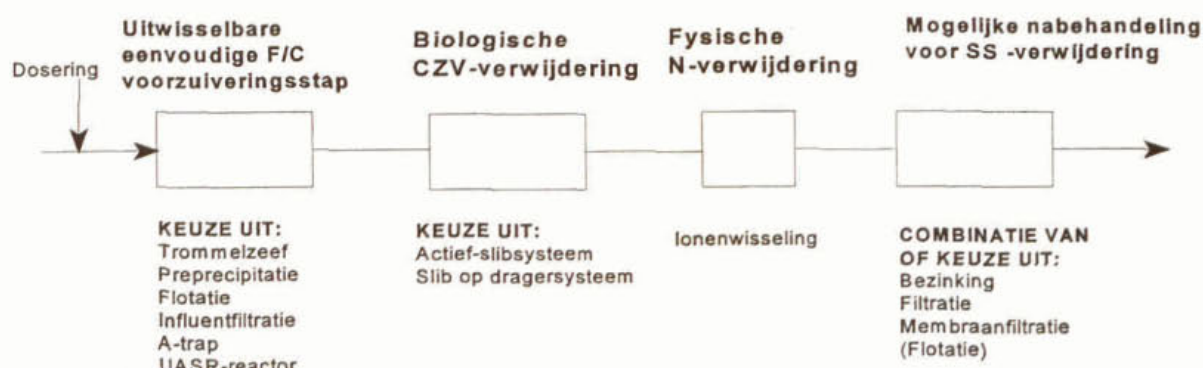 Dosering
Uitwisselbare
eenvoudige F/C
voorzuiveringsstap
KEUZE UIT:
Trommelzeef
Preprecipitatie
Flotatie
Influentfiltratie
A-trap
UASR-reactor
Biologische
CZV-verwijdering
KEUZE UIT:
Actief-slibsysteem
Slib op dragersysteem
Fysische
N-verwijdering
Ionenwisseling
Mogelijke nabehandeling
voor SS -verwijdering
COMBINATIE VAN
OF KEUZE UIT:
Bezinking
Filtratie
Membraanfiltratie
(Flotatie)